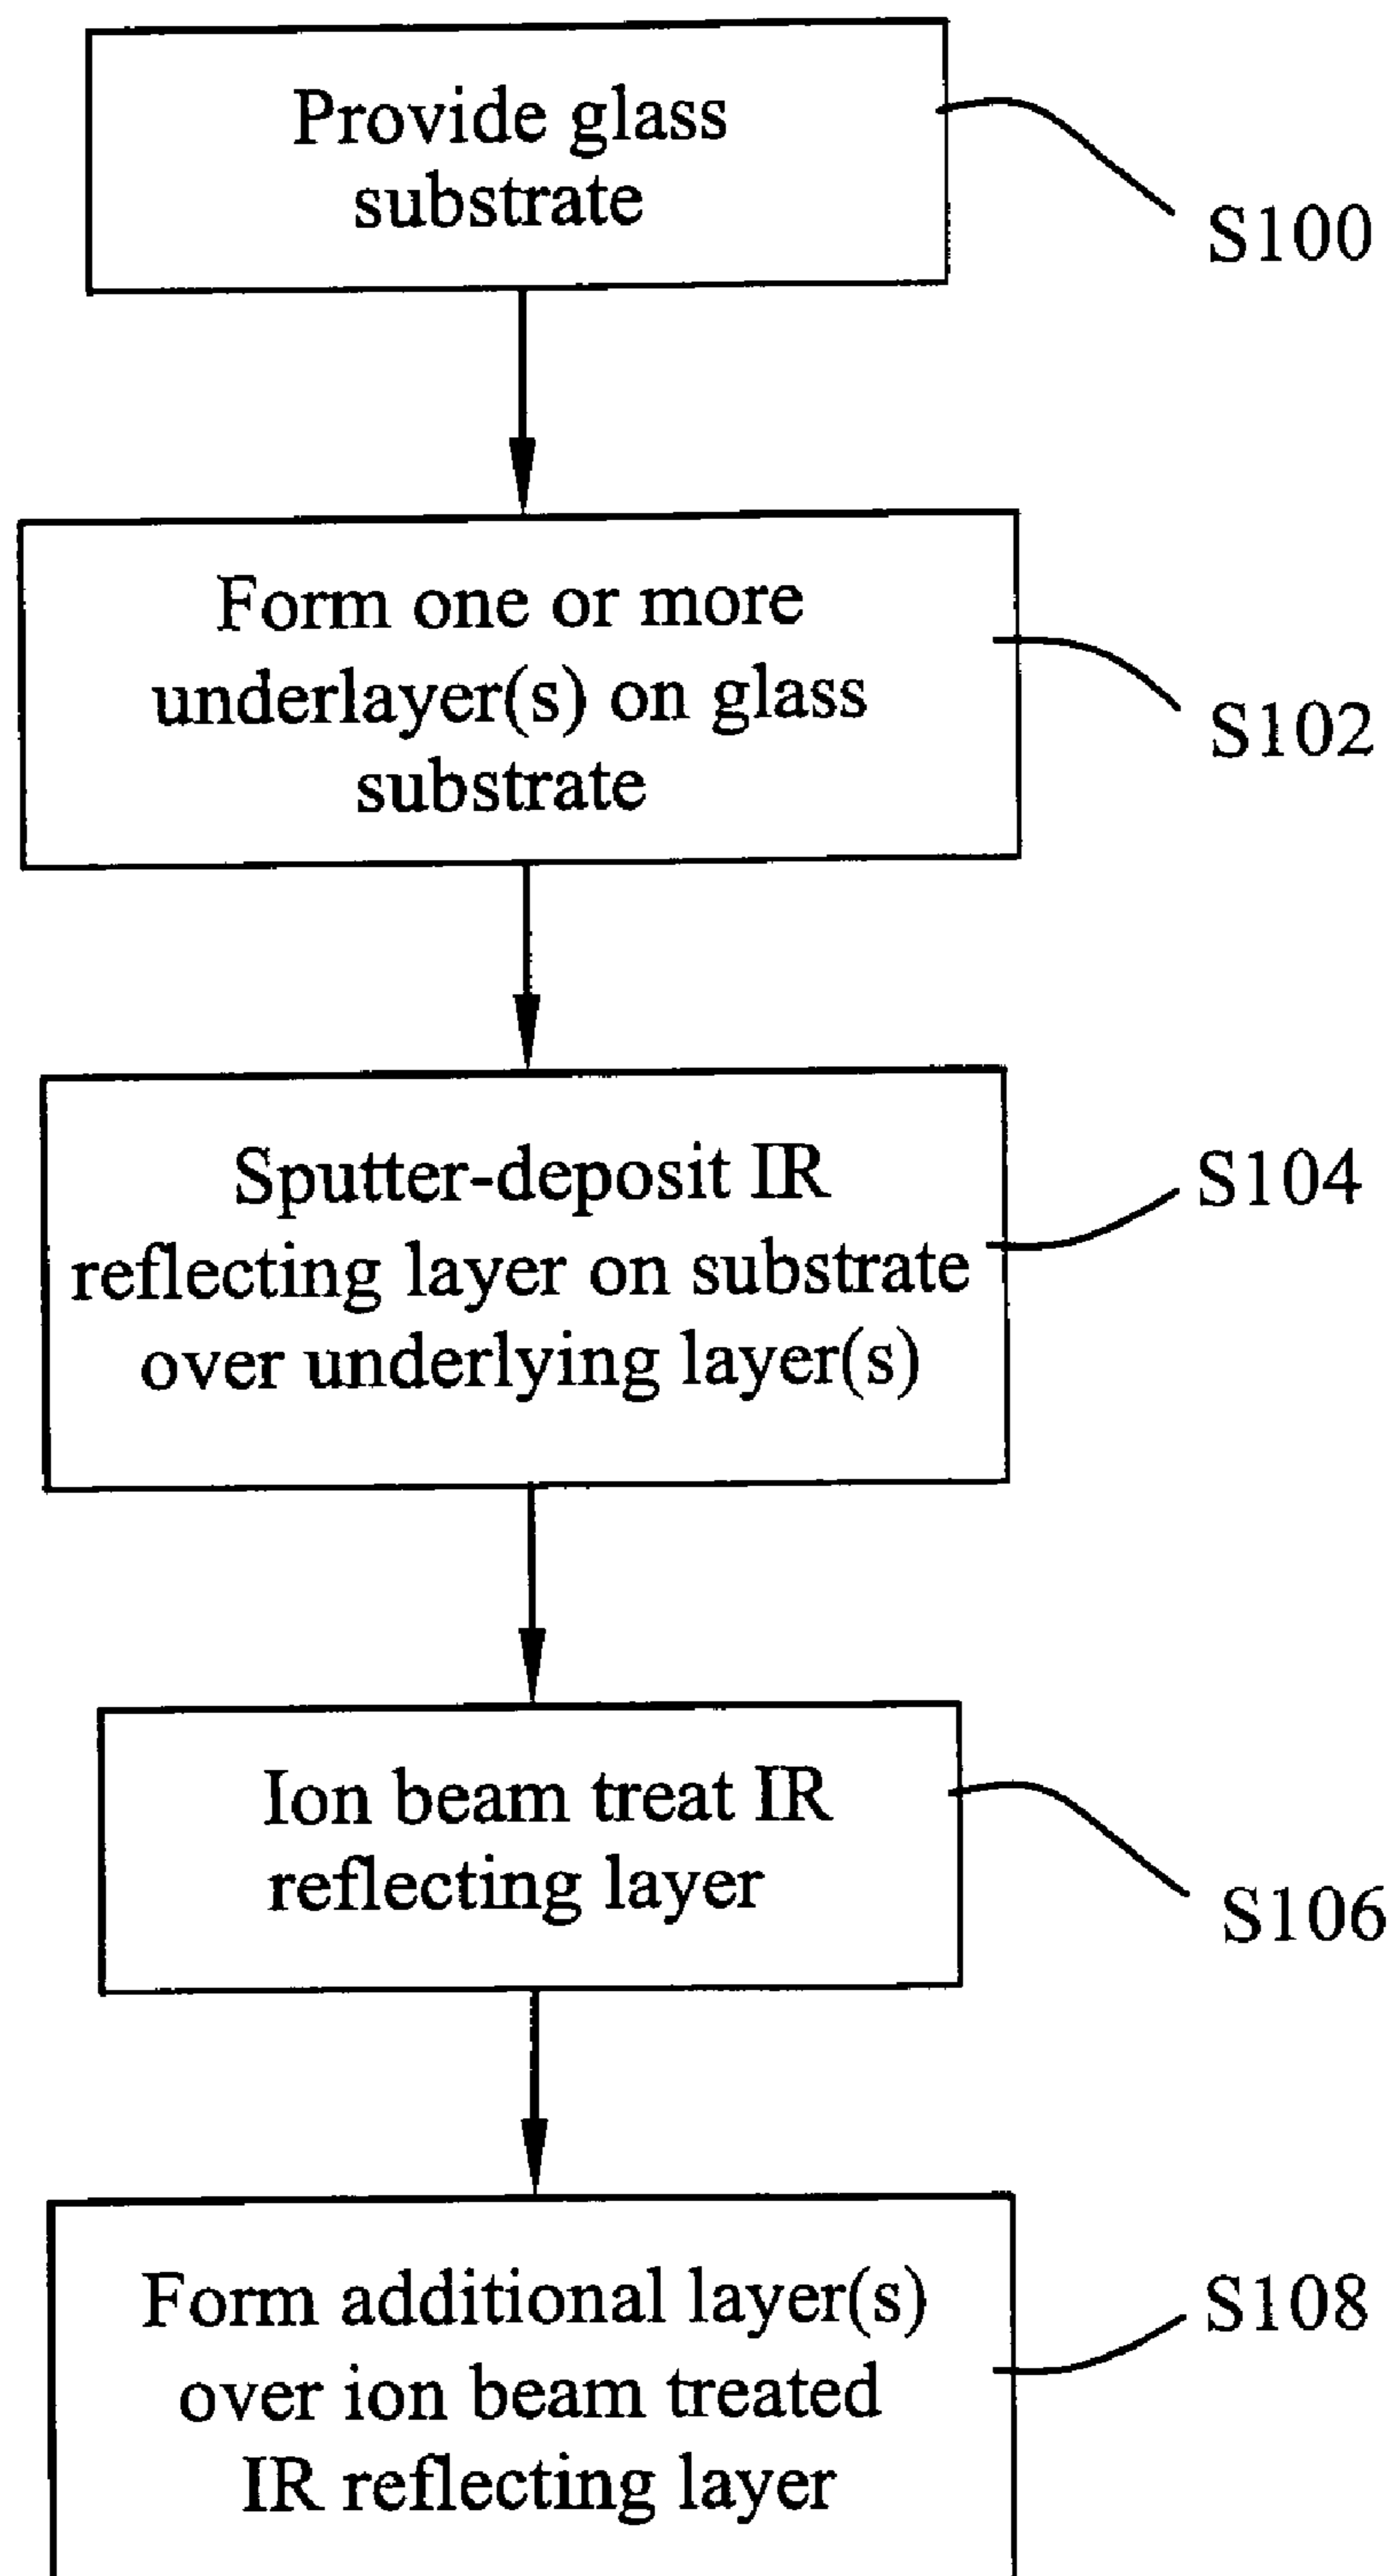 Provide glass
substrate
S100
Form one or more
underlayer(s) on glass
substrate
S102
Sputter-deposit IR
reflecting layer on substrate
over underlying layer(s)
S104
Ion beam treat IR
reflecting layer
S106
Form additional layer(s)
over ion beam treated
IR reflecting layer
S108